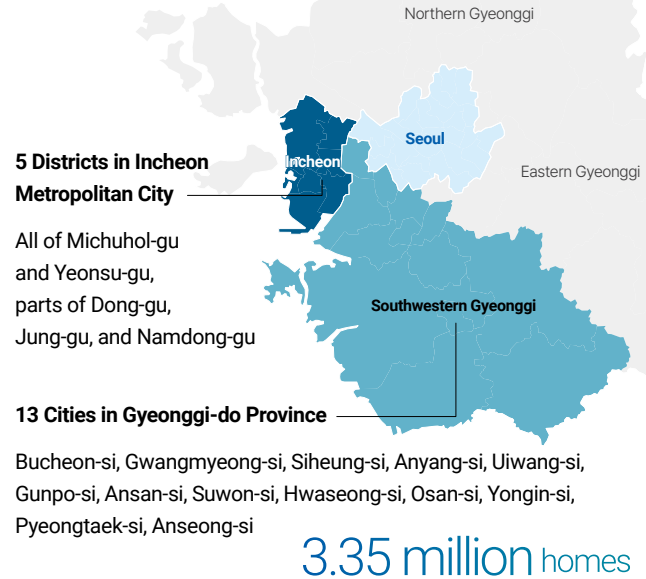 Northern Gyeonggi
Seoul
Incheon
Eastern Gyeonggi
5 Districts in Incheon
Metropolitan City
All of Michuhol-gu
and Yeonsu-gu,
parts of Dong-gu,
Jung-gu, and Namdong-gu
Southwestern Gyeonggi
13 Cities in Gyeonggi-do Province
Bucheon-si, Gwangmyeong-si, Siheung-si, Anyang-si, Uiwang-si,
Gunpo-si, Ansan-si, Suwon-si, Hwaseong-si, Osan-si, Yongin-si,
Pyeongtaek-si, Anseong-si
3.35 million homes